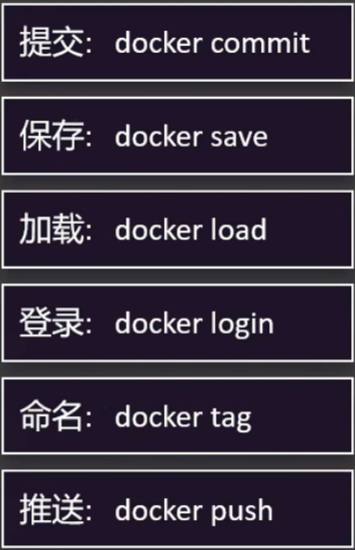 提交: docker commit
保存: docker save
加载: docker load
登录: docker login
命名: docker tag
推送: docker push